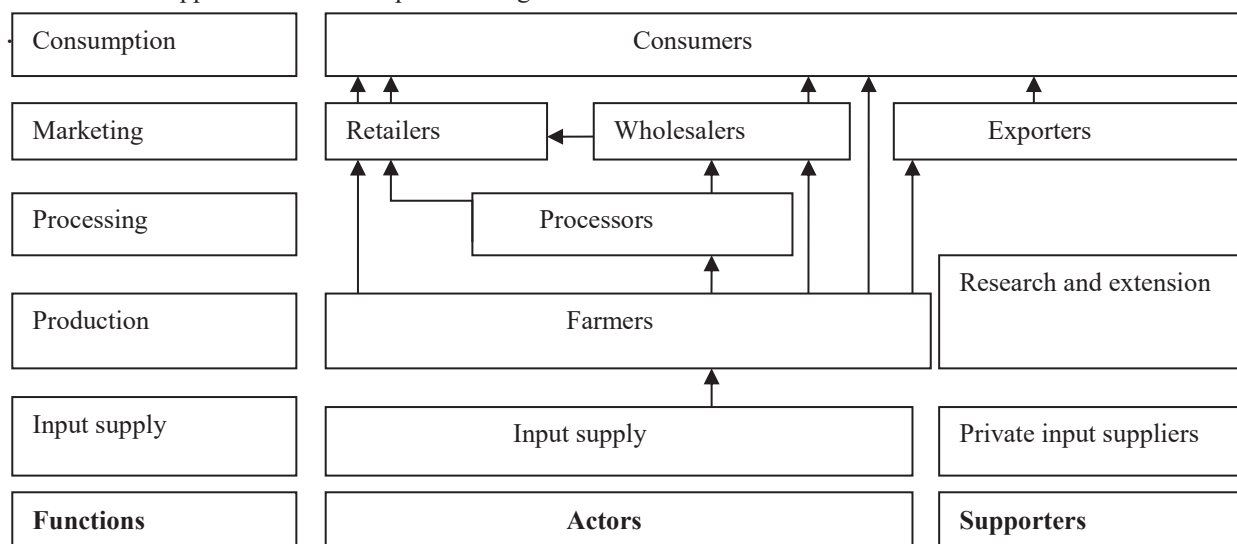 Consumption
Consumers
Marketing
Retailers
Wholesalers
Exporters
Processing
Processors
Research and extension
Production
Farmers
Input supply
Input supply
Private input suppliers
Functions
Actors
Supporters